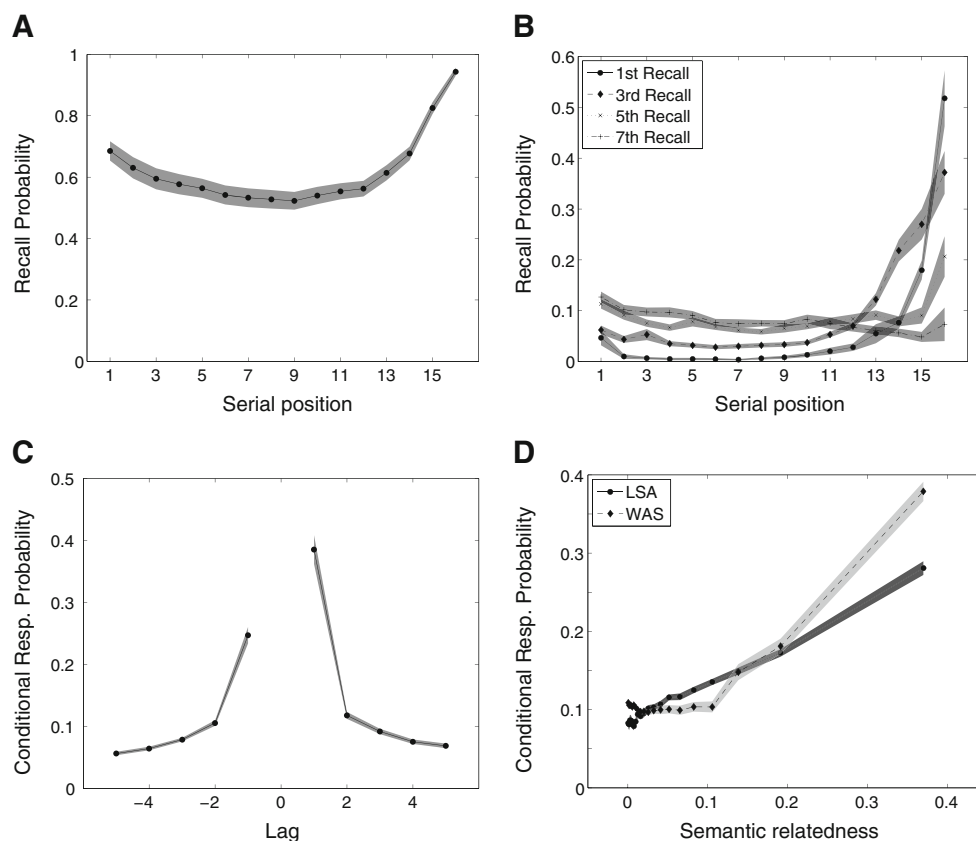 A
1
0.8
0.6
0.4
0.2
0
Recall Probability
1 3 5 7 9 11 13 15
Serial position
B
0.6
0.5
0.4
0.3
0.2
0.1
0
Recall Probability
1st Recall
3rd Recall
5th Recall
7th Recall
1 3 5 7 9 11 13 15
Serial position
C
0.5
0.4
0.3
0.2
0.1
0
Conditional Resp. Probability
−4 −2 0 2 4
Lag
D
0.4
0.3
0.2
0.1
0
Conditional Resp. Probability
LSA
WAS
0 0.1 0.2 0.3 0.4
Semantic relatedness